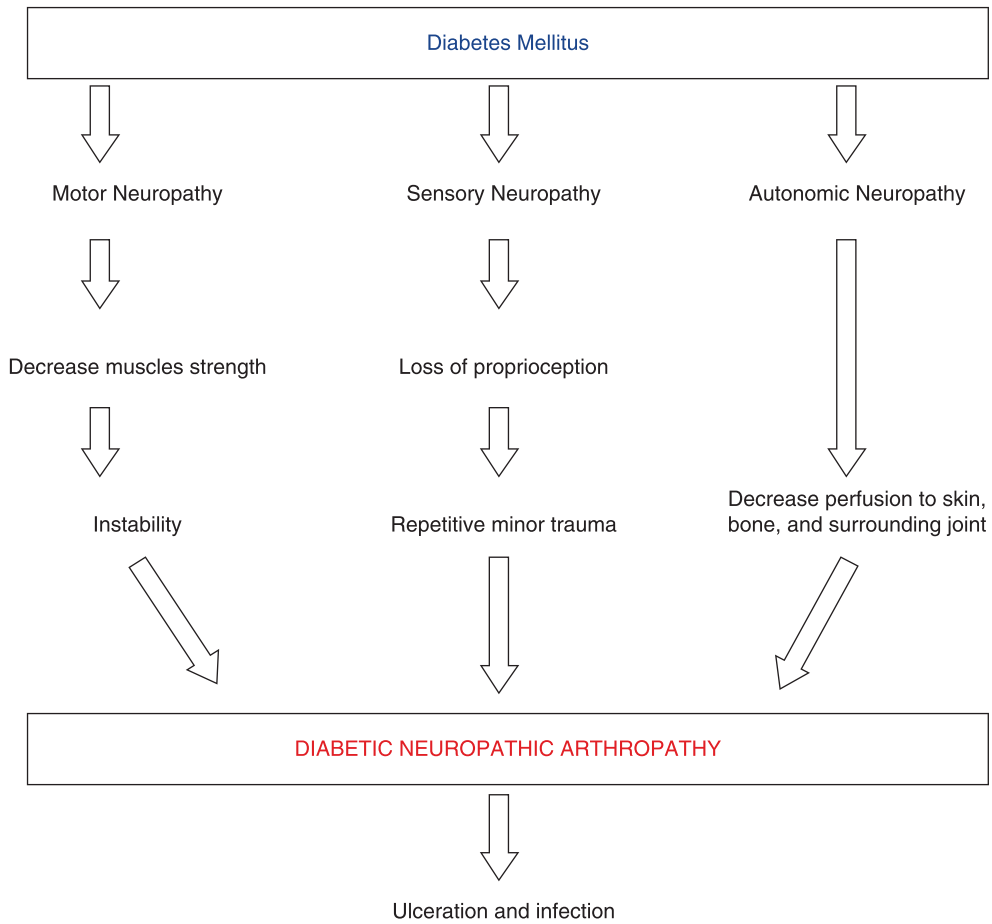 Diabetes Mellitus
Motor Neuropathy
Sensory Neuropathy
Autonomic Neuropathy
Decrease muscles strength
Loss of proprioception
Instability
Repetitive minor trauma
Decrease perfusion to skin,
bone, and surrounding joint
DIABETIC NEUROPATHIC ARTHROPATHY
Ulceration and infection